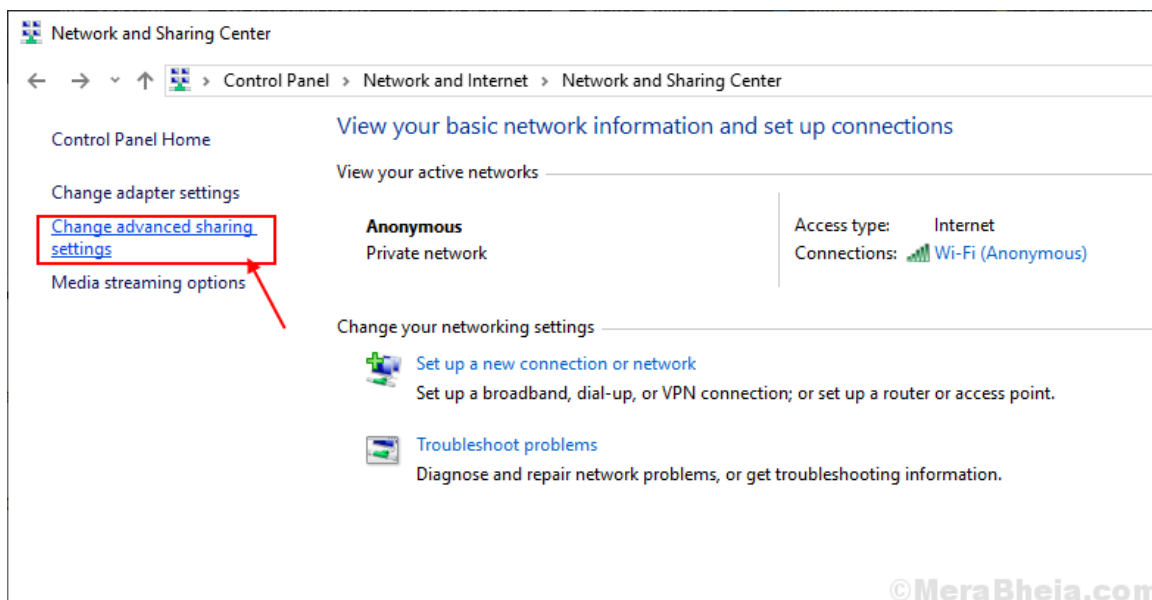 Network and Sharing Center
Control Panel > Network and Internet > Network and Sharing Center
Control Panel Home
Change adapter settings
Change advanced sharing
settings
Media streaming options
View your basic network information and set up connections
View your active networks
Anonymous
Private network
Access type: Internet
Connections: Wi-Fi (Anonymous)
Change your networking settings
Set up a new connection or network
Set up a broadband, dial-up, or VPN connection; or set up a router or access point.
Troubleshoot problems
Diagnose and repair network problems, or get troubleshooting information.
©MeraBheja.com